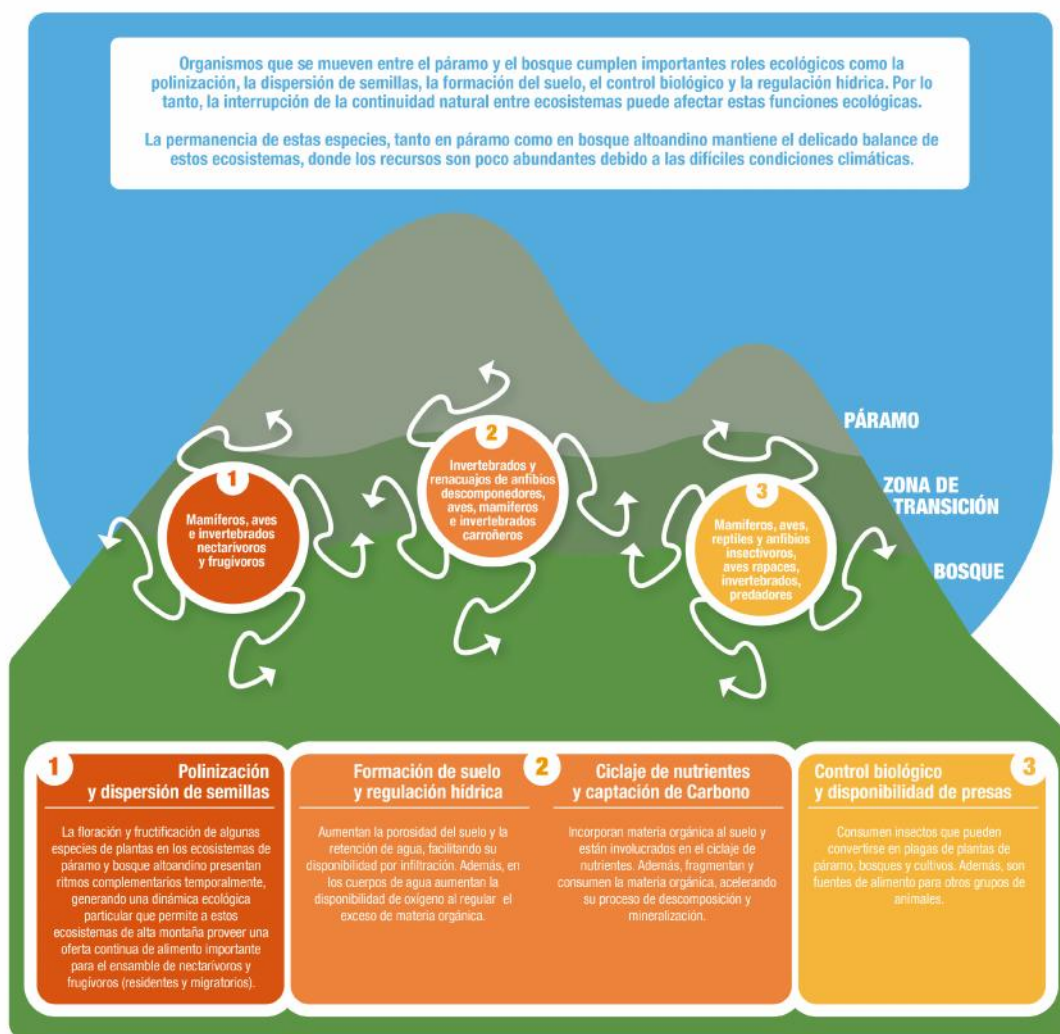 Organismos que se mueven entre el páramo y el bosque cumplen importantes roles ecológicos como la
polinización, la dispersión de semillas, la formación del suelo, el control biológico y la regulación hídrica. Por lo
tanto, la interrupción de la continuidad natural entre ecosistemas puede afectar estas funciones ecológicas.
La permanencia de estas especies, tanto en páramo como en bosque altoandino mantiene el delicado balance de
estos ecosistemas, donde los recursos son poco abundantes debido a las difíciles condiciones climáticas.
PÁRAMO
ZONA DE
TRANSICIÓN
BOSQUE
1
Mamíferos, aves
e invertebrados
nectarívoros
y frugívoros
2
Invertebrados y
renacuajos de anfibios
descomponedores,
aves, mamíferos
e invertebrados
carroñeros
3
Mamíferos, aves,
reptiles y anfibios
insectívoros,
aves rapaces,
invertebrados,
predadores
1
Polinización
y dispersión de semillas
La floración y fructificación de algunas
especies de plantas en los ecosistemas de
páramo y bosque altoandino presentan
ritmos complementarios temporalmente,
generando una dinámica ecológica
particular que permite a estos
ecosistemas de alta montaña proveer una
oferta continua de alimento importante
para el ensamble de nectarívoros y
frugívoros (residentes y migratorios).
Formación de suelo
y regulación hídrica
Aumentan la porosidad del suelo y la
retención de agua, facilitando su
disponibilidad por infiltración. Además, en
los cuerpos de agua aumentan la
disponibilidad de oxígeno al regular el
exceso de materia orgánica.
2
Ciclaje de nutrientes
y captación de Carbono
Incorporan materia orgánica al suelo y
están involucrados en el ciclaje de
nutrientes. Además, fragmentan y
consumen la materia orgánica, acelerando
su proceso de descomposición y
mineralización.
Control biológico
y disponibilidad de presas
3
Consumen insectos que pueden
convertirse en plagas de plantas de
páramo, bosques y cultivos. Además, son
fuentes de alimento para otros grupos de
animales.